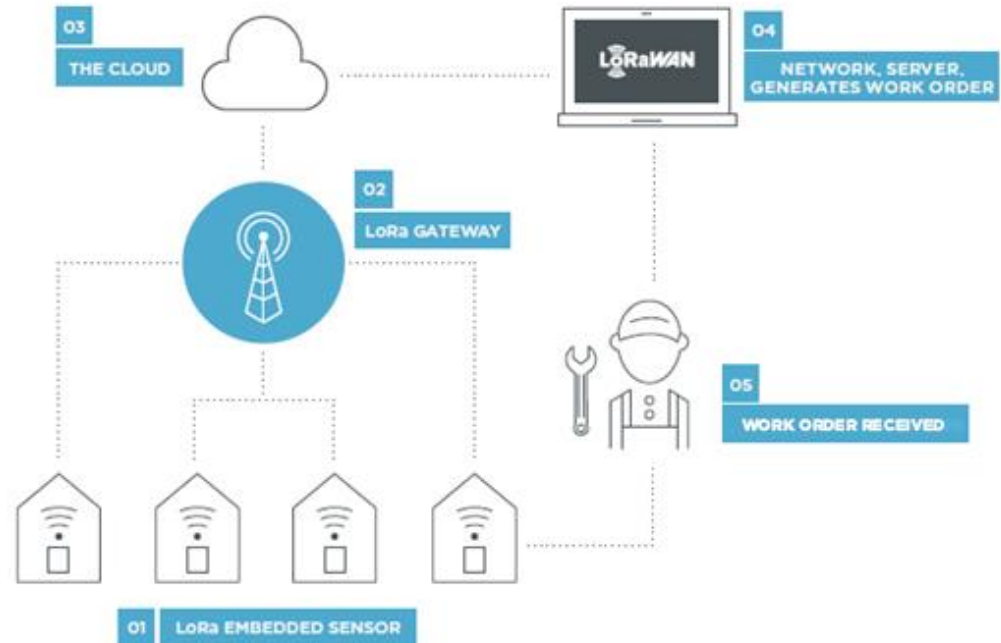 03
THE CLOUD
LoRaWAN
04
NETWORK, SERVER,
GENERATES WORK ORDER
02
LoRa GATEWAY
05
WORK ORDER RECEIVED
01
LoRa EMBEDDED SENSOR